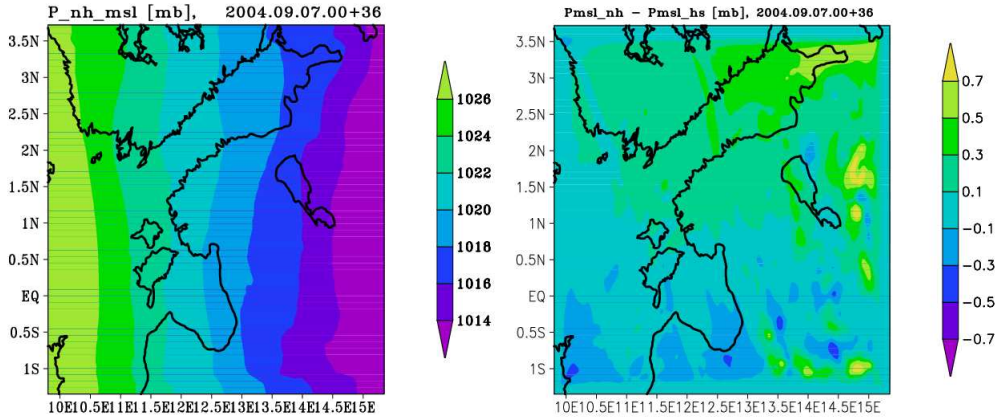 P_nh_msl [mb],    2004.09.07.00+36
3.5N
3N
2.5N
2N
1.5N
1N
0.5N
EQ
0.5S
1S
10E10.5E11E11.5E12E12.5E13E13.5E14E14.5E15E
1026
1024
1022
1020
1018
1016
1014
Pmsl_nh - Pmsl_hs [mb], 2004.09.07.00+36
3.5N
3N
2.5N
2N
1.5N
1N
0.5N
EQ
0.5S
1S
10E10.5E11E11.5E12E12.5E13E13.5E14E14.5E15E
0.7
0.5
0.3
0.1
-0.1
-0.3
-0.5
-0.7